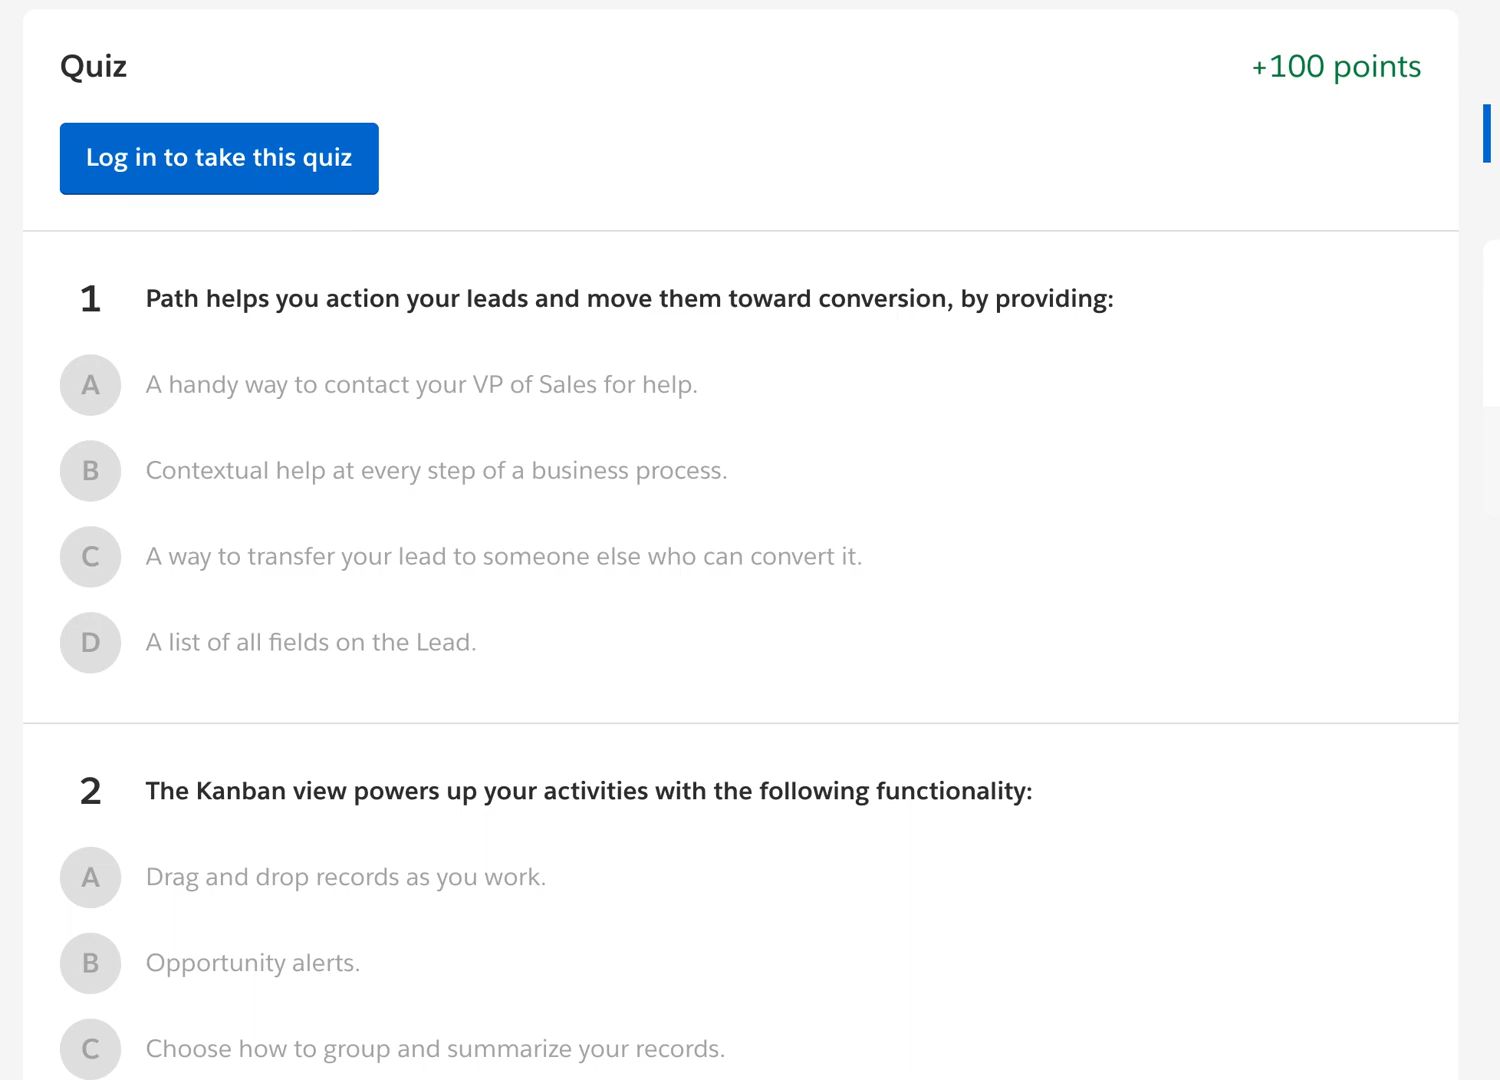 Quiz
+100 points
Log in to take this quiz
1
Path helps you action your leads and move them toward conversion, by providing:
A
A handy way to contact your VP of Sales for help.
B
Contextual help at every step of a business process.
C
A way to transfer your lead to someone else who can convert it.
D
A list of all fields on the Lead.
2
The Kanban view powers up your activities with the following functionality:
A
Drag and drop records as you work.
B
Opportunity alerts.
C
Choose how to group and summarize your records.